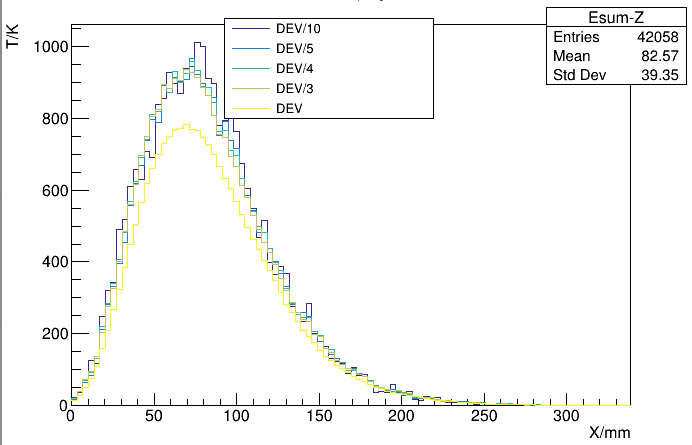 T/K
DEV/10
DEV/5
DEV/4
DEV/3
DEV
Esum-Z
Entries 42058
Mean 82.57
Std Dev 39.35
1000
800
600
400
200
0
0 50 100 150 200 250 300
X/mm